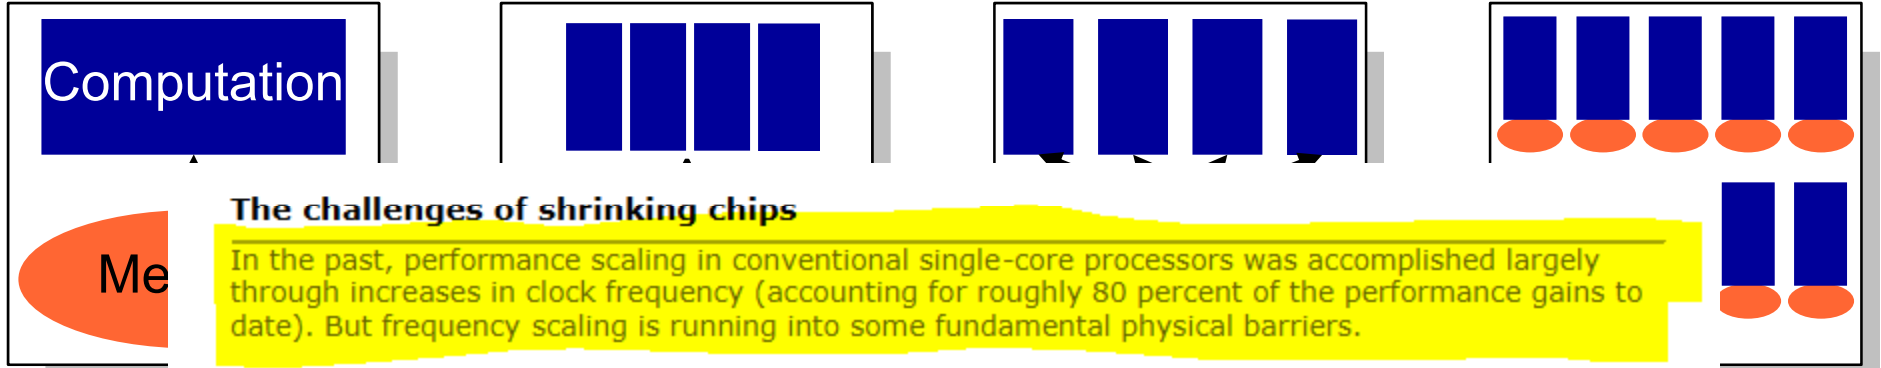 Computation
Me
The challenges of shrinking chips
In the past, performance scaling in conventional single-core processors was accomplished largely
through increases in clock frequency (accounting for roughly 80 percent of the performance gains to
date). But frequency scaling is running into some fundamental physical barriers.